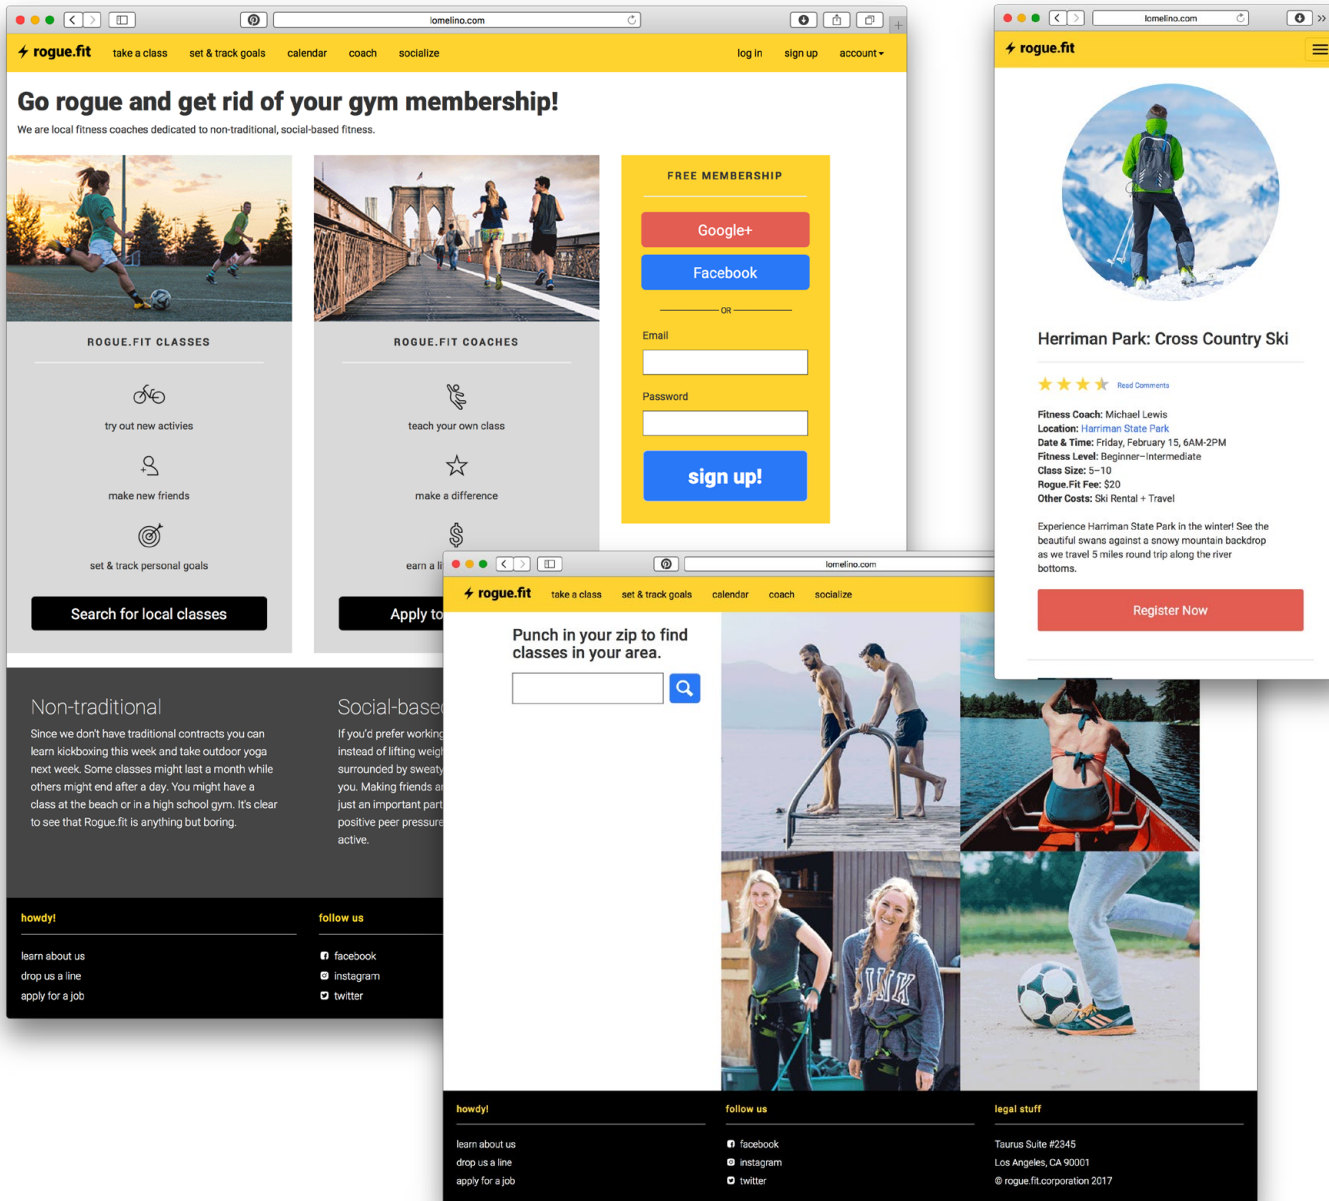 lomelino.com
rogue.fit
take a class
set & track goals
calendar
coach
socialize
log in
sign up
account
Go rogue and get rid of your gym membership!
We are local fitness coaches dedicated to non-traditional, social-based fitness.
ROGUE.FIT CLASSES
try out new activies
make new friends
set & track personal goals
Search for local classes
ROGUE.FIT COACHES
teach your own class
make a difference
earn a li
Apply to
FREE MEMBERSHIP
Google+
Facebook
OR
Email
Password
sign up!
Non-traditional
Since we don't have traditional contracts you can
learn kickboxing this week and take outdoor yoga
next week. Some classes might last a month while
others might end after a day. You might have a
class at the beach or in a high school gym. It's clear
to see that Rogue.fit is anything but boring.
Social-base
If you'd prefer working
instead of lifting weigh
surrounded by sweaty
you. Making friends a
just an important part
positive peer pressure
active.
howdy!
learn about us
drop us a line
apply for a job
follow us
facebook
instagram
twitter
lomelino.com
rogue.fit
take a class
set & track goals
calendar
coach
socialize
Punch in your zip to find
classes in your area.
PINK
howdy!
learn about us
drop us a line
apply for a job
follow us
facebook
instagram
twitter
legal stuff
Taurus Suite #2345
Los Angeles, CA 90001
© rogue.fit.corporation 2017
lomelino.com
rogue.fit
Herriman Park: Cross Country Ski
Read Comments
Fitness Coach: Michael Lewis
Location: Harriman State Park
Date & Time: Friday, February 15, 6AM-2PM
Fitness Level: Beginner–Intermediate
Class Size: 5–10
Rogue.Fit Fee: $20
Other Costs: Ski Rental + Travel
Experience Harriman State Park in the winter! See the
beautiful swans against a snowy mountain backdrop
as we travel 5 miles round trip along the river
bottoms.
Register Now